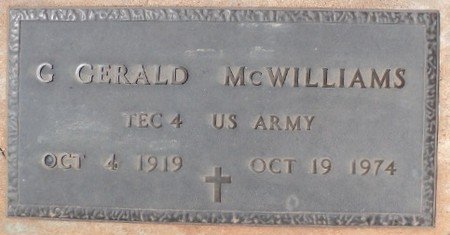 G GERALD McWILLIAMS
TEC 4 US ARMY
OCT 4 1919 OCT 19 1974